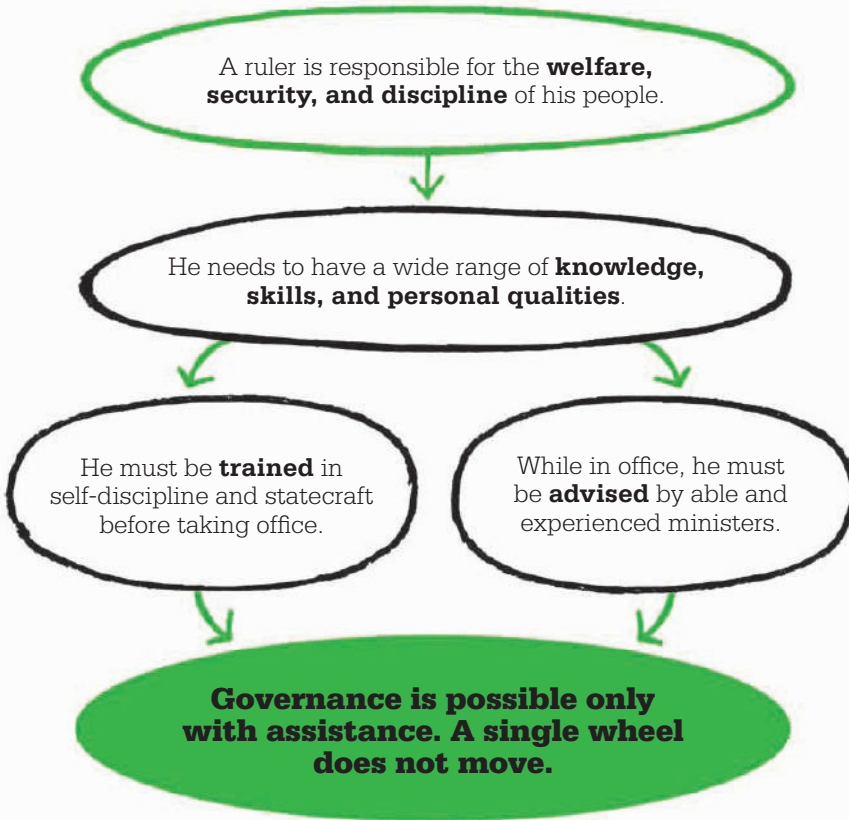 A ruler is responsible for the welfare,
security, and discipline of his people.
He needs to have a wide range of knowledge,
skills, and personal qualities.
He must be trained in
self-discipline and statecraft
before taking office.
While in office, he must
be advised by able and
experienced ministers.
Governance is possible only
with assistance. A single wheel
does not move.